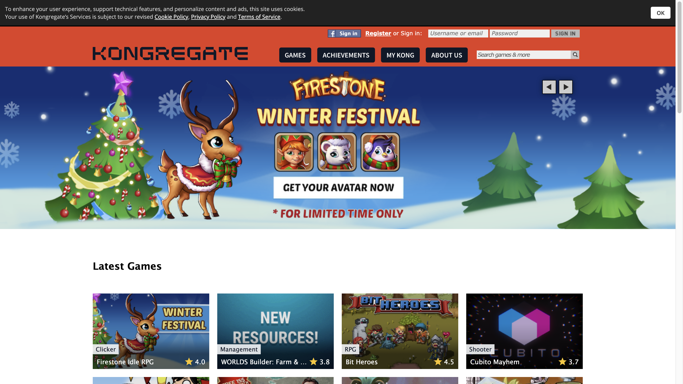 To enhance your user experience, support technical features, and personalize content and ads, this site uses cookies.
Your use of Kongregate's Services is subject to our revised Cookie Policy, Privacy Policy and Terms of Service.
OK
Sign in
Register or Sign in:
Username or email
Password
SIGN IN
KONGREGATE
GAMES
ACHIEVEMENTS
MY KONG
ABOUT US
Search games & more
FIRESTONE
WINTER FESTIVAL
GET YOUR AVATAR NOW
* FOR LIMITED TIME ONLY
Latest Games
WINTER
FESTIVAL
Clicker
Firestone Idle RPG
4.0
NEW
RESOURCES!
Management
WORLDS Builder: Farm & ...
3.8
BIT HEROES
RPG
Bit Heroes
4.5
CUBITO
Shooter
Cubito Mayhem
3.7